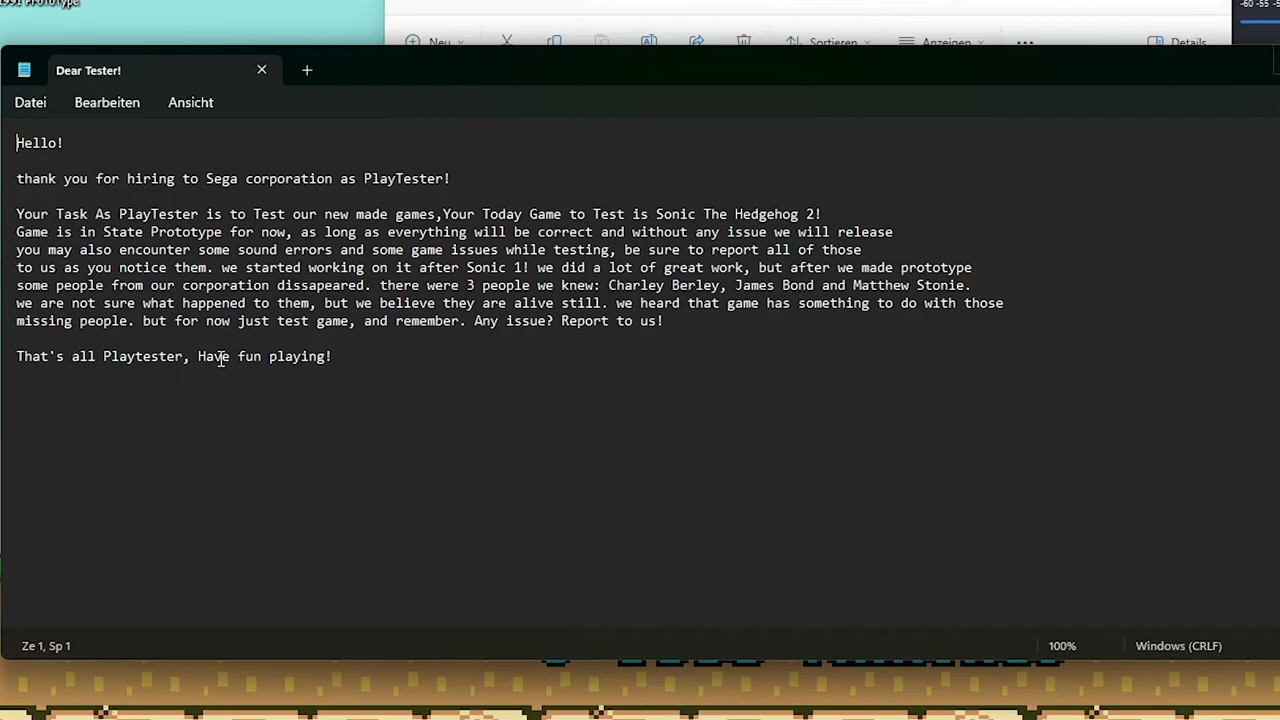 1991 Prototype
-60 -55 -5
Neu
Sortieren
Anzeigen
Details
Dear Tester!
Datei Bearbeiten Ansicht
Hello!
thank you for hiring to Sega corporation as PlayTester!
Your Task As PlayTester is to Test our new made games,Your Today Game to Test is Sonic The Hedgehog 2!
Game is in State Prototype for now, as long as everything will be correct and without any issue we will release
you may also encounter some sound errors and some game issues while testing, be sure to report all of those
to us as you notice them. we started working on it after Sonic 1! we did a lot of great work, but after we made prototype
some people from our corporation dissapeared. there were 3 people we knew: Charley Berley, James Bond and Matthew Stonie.
we are not sure what happened to them, but we believe they are alive still. we heard that game has something to do with those
missing people. but for now just test game, and remember. Any issue? Report to us!
That's all Playtester, Have fun playing!
Ze 1, Sp 1
100%
Windows (CRLF)